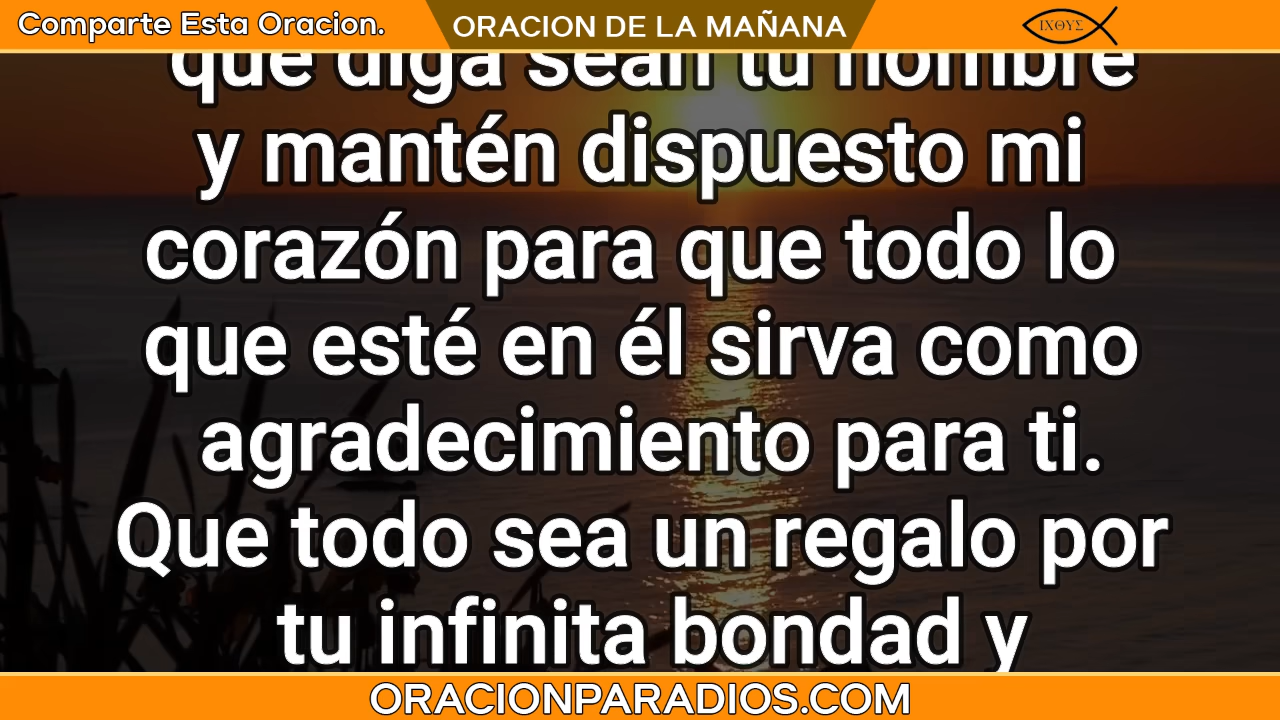 Comparte Esta Oracion.
ORACION DE LA MAÑANA
ΙΧΘΥΣ
que diga sean tu nombre
y mantén dispuesto mi
corazón para que todo lo
que esté en él sirva como
agradecimiento para ti.
Que todo sea un regalo por
tu infinita bondad y
ORACIONPARADIOS.COM